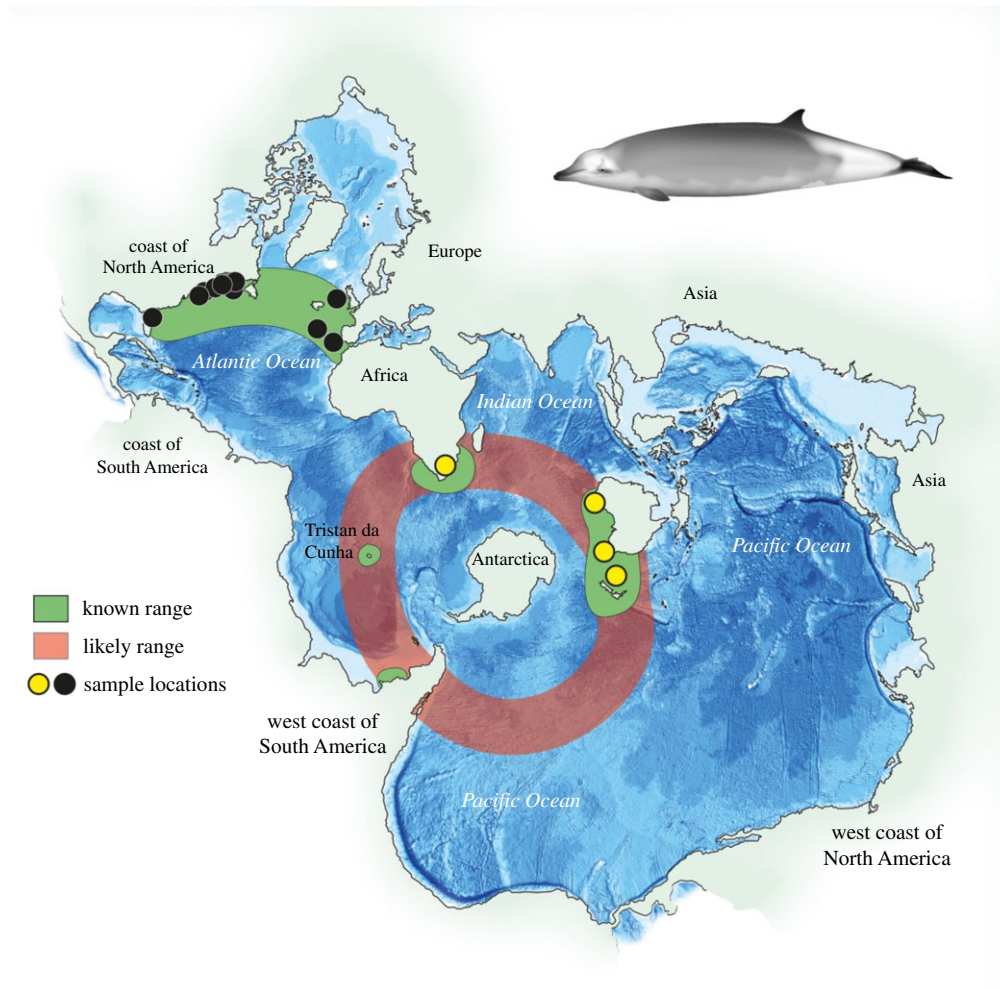 coast of
North America
Europe
Asia
Atlantic Ocean
Africa
Indian Ocean
coast of
South America
Asia
Tristan da
Cunha
Antarctica
Pacific Ocean
known range
likely range
sample locations
west coast of
South America
Pacific Ocean
west coast of
North America